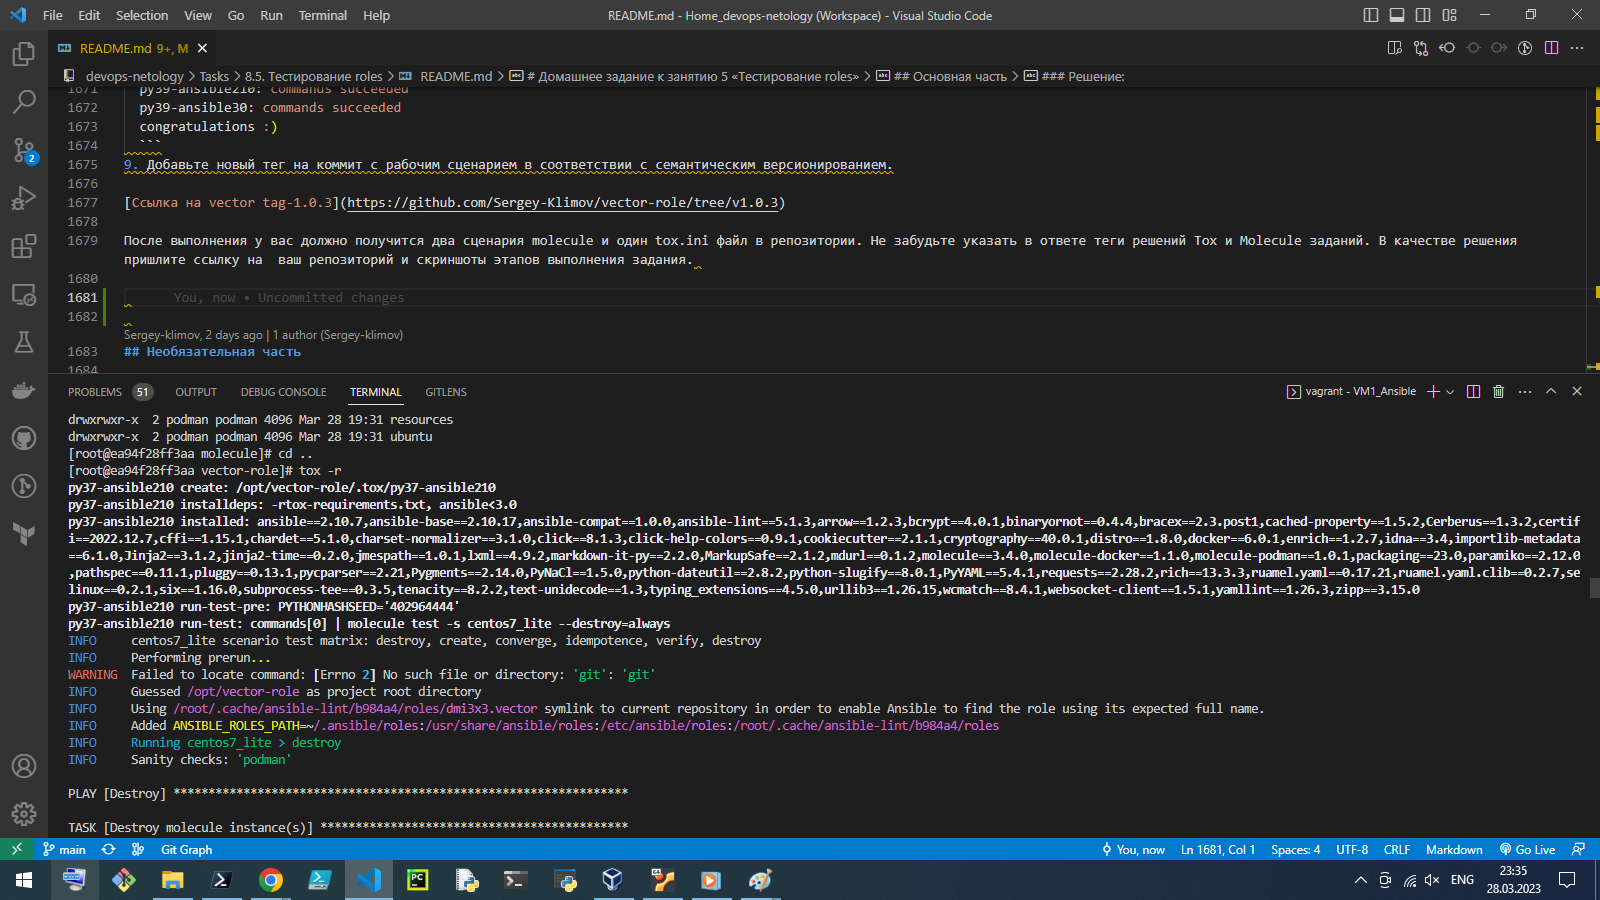 File Edit Selection View Go Run Terminal Help
README.md - Home_devops-netology (Workspace) - Visual Studio Code
README.md 9+, M
devops-netology > Tasks > 8.5. Тестирование roles > README.md > # Домашнее задание к занятию 5 «Тестирование roles» > ## Основная часть > ### Решение:
1671 py39-ansible210: commands succeeded
1672 py39-ansible30: commands succeeded
1673 congratulations :)
1674 ```
1675 9. Добавьте новый тег на коммит с рабочим сценарием в соответствии с семантическим версионированием.
1676
1677 [Ссылка на vector tag-1.0.3](https://github.com/Sergey-Klimov/vector-role/tree/v1.0.3)
1678
1679 После выполнения у вас должно получится два сценария molecule и один tox.ini файл в репозитории. Не забудьте указать в ответе теги решений Tox и Molecule заданий. В качестве решения
пришлите ссылку на  ваш репозиторий и скриншоты этапов выполнения задания.
1680
1681 You, now • Uncommitted changes
1682
Sergey-klimov, 2 days ago | 1 author (Sergey-klimov)
1683 ## Необязательная часть
1684
PROBLEMS 51 OUTPUT DEBUG CONSOLE TERMINAL GITLENS
vagrant - VM1_Ansible
drwxrwxr-x  2 podman podman 4096 Mar 28 19:31 resources
drwxrwxr-x  2 podman podman 4096 Mar 28 19:31 ubuntu
[root@ea94f28ff3aa molecule]# cd ..
[root@ea94f28ff3aa vector-role]# tox -r
py37-ansible210 create: /opt/vector-role/.tox/py37-ansible210
py37-ansible210 installdeps: -rtox-requirements.txt, ansible<3.0
py37-ansible210 installed: ansible==2.10.7,ansible-base==2.10.17,ansible-compat==1.0.0,ansible-lint==5.1.3,arrow==1.2.3,bcrypt==4.0.1,binaryornot==0.4.4,bracex==2.3.post1,cached-property==1.5.2,Cerberus==1.3.2,certif
i==2022.12.7,cffi==1.15.1,chardet==5.1.0,charset-normalizer==3.1.0,click==8.1.3,click-help-colors==0.9.1,cookiecutter==2.1.1,cryptography==40.0.1,distro==1.8.0,docker==6.0.1,enrich==1.2.7,idna==3.4,importlib-metadata
==6.1.0,Jinja2==3.1.2,jinja2-time==0.2.0,jmespath==1.0.1,lxml==4.9.2,markdown-it-py==2.2.0,MarkupSafe==2.1.2,mdurl==0.1.2,molecule==3.4.0,molecule-docker==1.1.0,molecule-podman==1.0.1,packaging==23.0,paramiko==2.12.0
,pathspec==0.11.1,pluggy==0.13.1,pycparser==2.21,Pygments==2.14.0,PyNaCl==1.5.0,python-dateutil==2.8.2,python-slugify==8.0.1,PyYAML==5.4.1,requests==2.28.2,rich==13.3.3,ruamel.yaml==0.17.21,ruamel.yaml.clib==0.2.7,se
linux==0.2.1,six==1.16.0,subprocess-tee==0.3.5,tenacity==8.2.2,text-unidecode==1.3,typing_extensions==4.5.0,urllib3==1.26.15,wcmatch==8.4.1,websocket-client==1.5.1,yamllint==1.26.3,zipp==3.15.0
py37-ansible210 run-test-pre: PYTHONHASHSEED='402964444'
py37-ansible210 run-test: commands[0] | molecule test -s centos7_lite --destroy=always
INFO     centos7_lite scenario test matrix: destroy, create, converge, idempotence, verify, destroy
INFO     Performing prerun...
WARNING  Failed to locate command: [Errno 2] No such file or directory: 'git': 'git'
INFO     Guessed /opt/vector-role as project root directory
INFO     Using /root/.cache/ansible-lint/b984a4/roles/dmi3x3.vector symlink to current repository in order to enable Ansible to find the role using its expected full name.
INFO     Added ANSIBLE_ROLES_PATH=~/.ansible/roles:/usr/share/ansible/roles:/etc/ansible/roles:/root/.cache/ansible-lint/b984a4/roles
INFO     Running centos7_lite > destroy
INFO     Sanity checks: 'podman'
PLAY [Destroy] *****************************************************************
TASK [Destroy molecule instance(s)] ********************************************
main Git Graph
You, now Ln 1681, Col 1 Spaces: 4 UTF-8 CRLF Markdown Go Live
ENG 23:35
28.03.2023